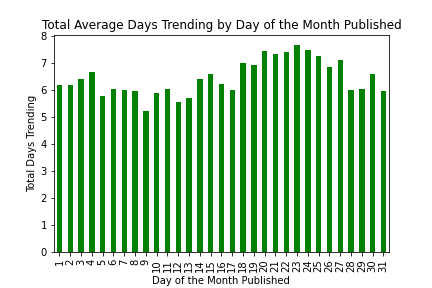 Total Average Days Trending by Day of the Month Published
8
7
6
5
4
3
2
1
0
Total Days Trending
1 2 3 4 5 6 7 8 9 10 11 12 13 14 15 16 17 18 19 20 21 22 23 24 25 26 27 28 29 30 31
Day of the Month Published